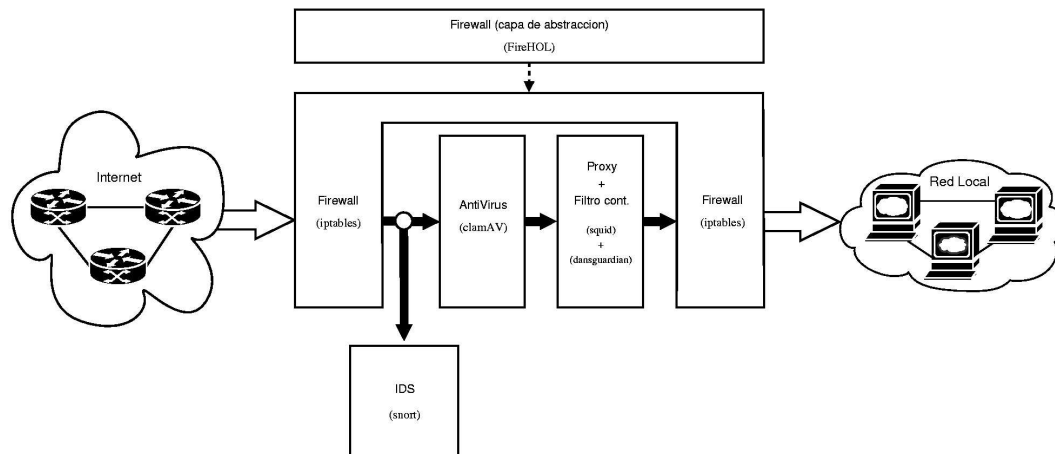 Firewall (capa de abstraccion)
(FireHOL)
Internet
Firewall
(iptables)
AntiVirus
(clamAV)
Proxy
+
Filtro cont.
(squid)
+
(dansguardian)
Firewall
(iptables)
Red Local
IDS
(snort)